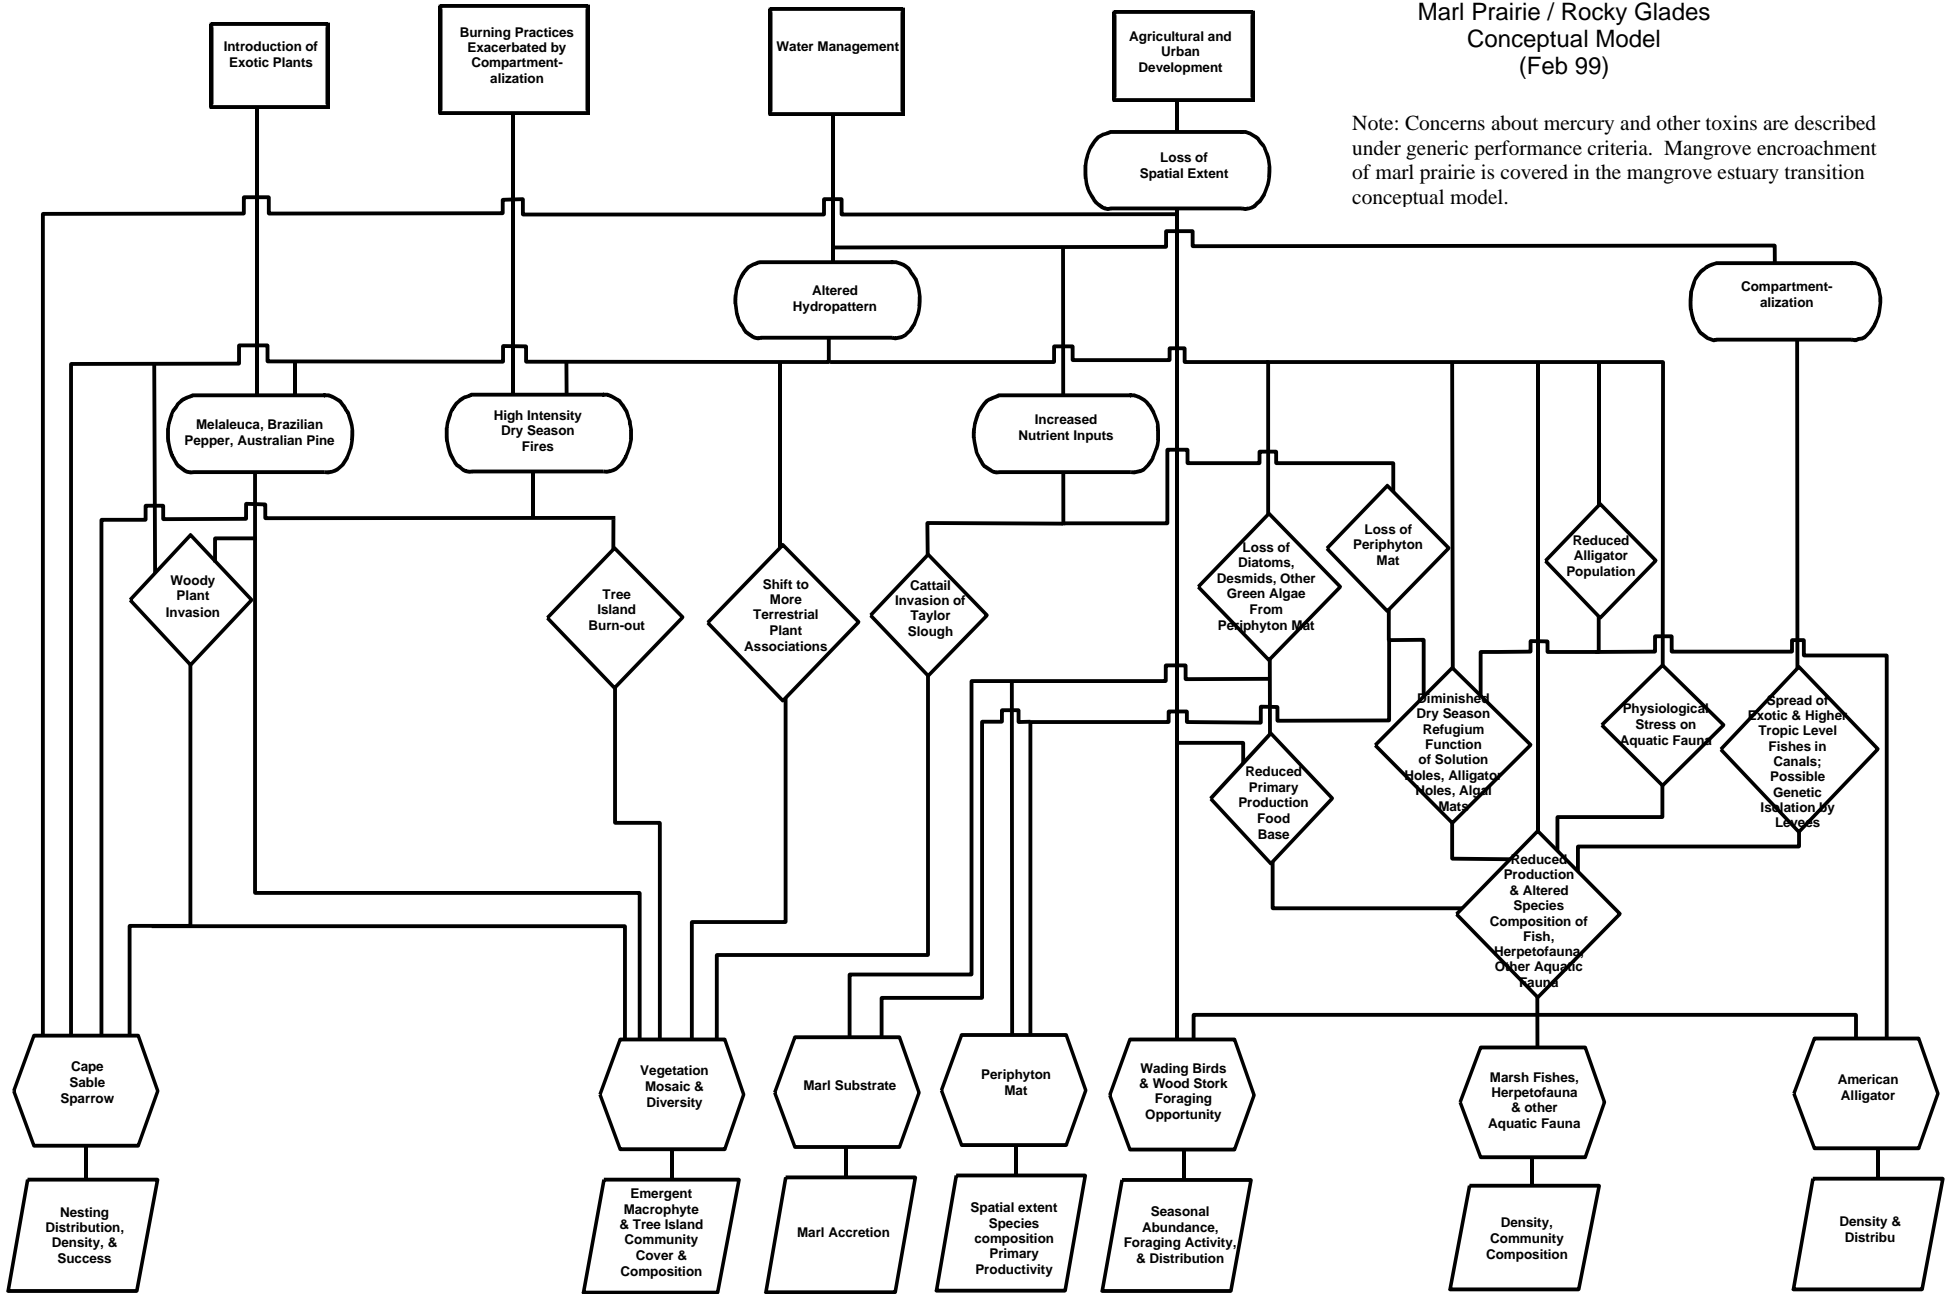 Marl Prairie / Rocky Glades
Conceptual Model
(Feb 99)
Note: Concerns about mercury and other toxins are described
under generic performance criteria. Mangrove encroachment
of marl prairie is covered in the mangrove estuary transition
conceptual model.
Introduction of
Exotic Plants
Burning Practices
Exacerbated by
Compartment-
alization
Water Management
Agricultural and
Urban
Development
Loss of
Spatial Extent
Altered
Hydropattern
Compartment-
alization
Melaleuca, Brazilian
Pepper, Australian Pine
High Intensity
Dry Season
Fires
Increased
Nutrient Inputs
Woody
Plant
Invasion
Tree
Island
Burn-out
Shift to
More
Terrestrial
Plant
Associations
Cattail
Invasion of
Taylor
Slough
Loss of
Diatoms,
Desmids, Other
Green Algae
From
Periphyton Mat
Loss of
Periphyton
Mat
Reduced
Alligator
Population
Reduced
Primary
Production
Food
Base
Diminished
Dry Season
Refugium
Function
of Solution
Holes, Alligator
Holes, Algal
Mats
Physiological
Stress on
Aquatic Fauna
Spread of
Exotic & Higher
Tropic Level
Fishes in
Canals;
Possible
Genetic
Isolation by
Levees
Reduced
Production
& Altered
Species
Composition of
Fish,
Herpetofauna,
Other Aquatic
Fauna
Cape
Sable
Sparrow
Vegetation
Mosaic &
Diversity
Marl Substrate
Periphyton
Mat
Wading Birds
& Wood Stork
Foraging
Opportunity
Marsh Fishes,
Herpetofauna
& other
Aquatic Fauna
American
Alligator
Nesting
Distribution,
Density, &
Success
Emergent
Macrophyte
& Tree Island
Community
Cover &
Composition
Marl Accretion
Spatial extent
Species
composition
Primary
Productivity
Seasonal
Abundance,
Foraging Activity,
& Distribution
Density,
Community
Composition
Density &
Distribu